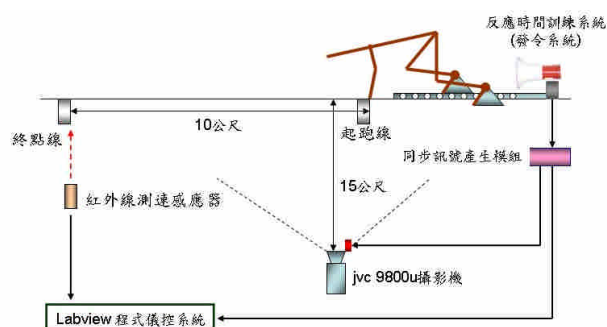 反應時間訓練系統
(發令系統)
10公尺
起跑線
終點線
同步訊號產生模組
15公尺
紅外線測速感應器
jvc 9800u攝影機
Labview 程式儀控系統